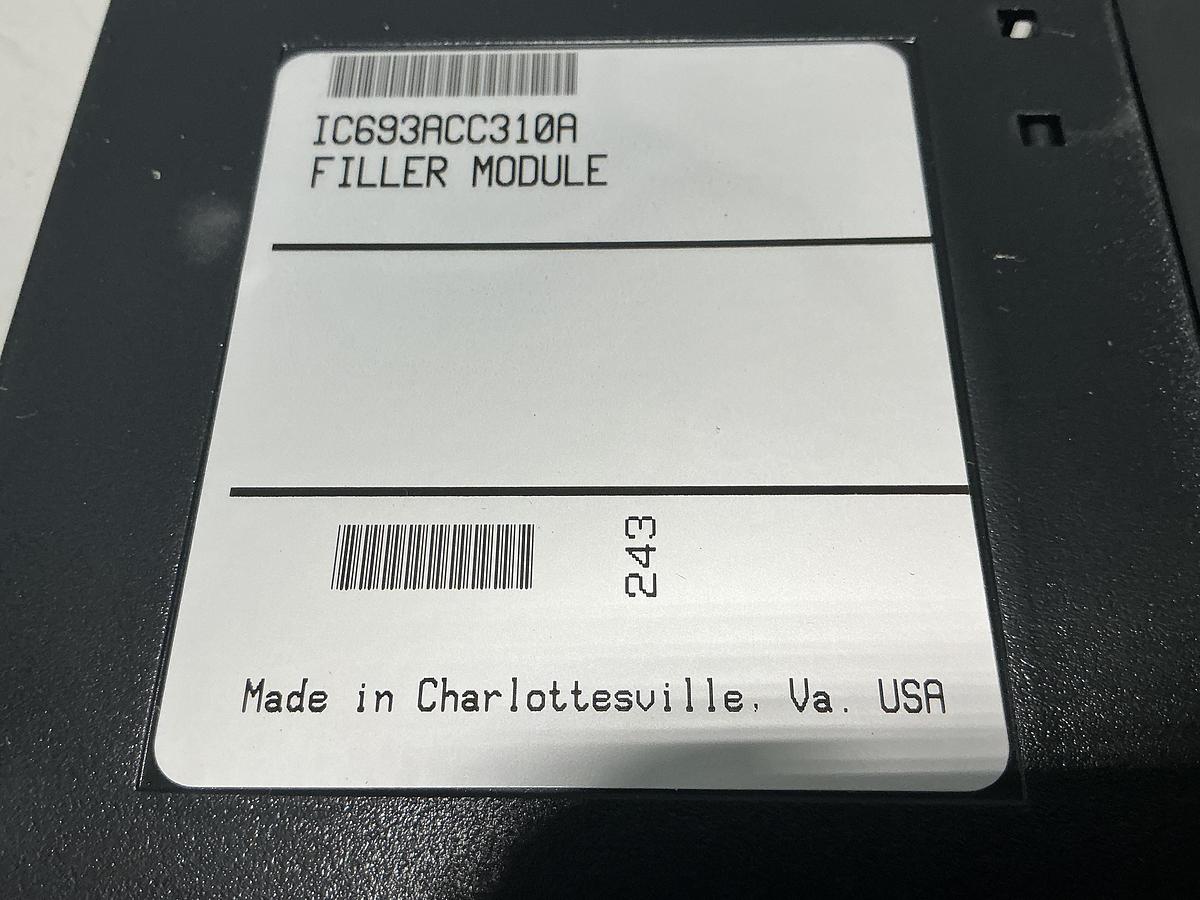 IC693ACC310A
FILLER MODULE
243
Made in Charlottesville, Va. USA